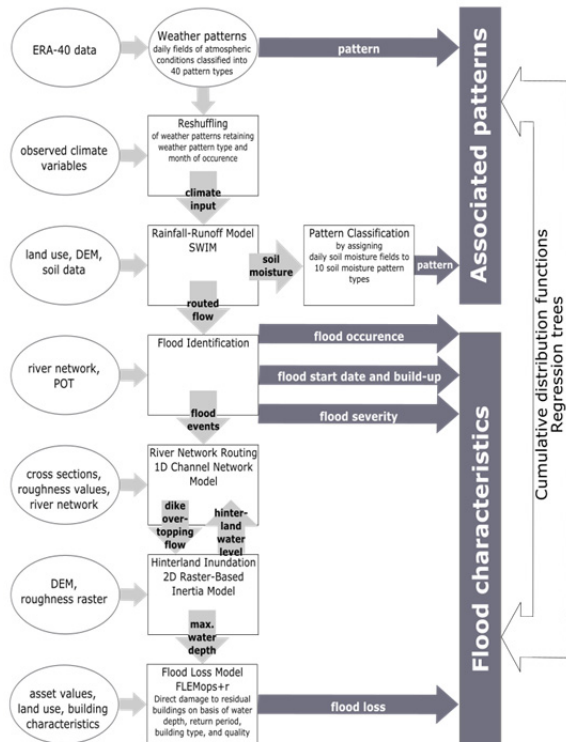 ERA-40 data
Weather patterns
daily fields of atmospheric
conditions classified into
40 pattern types
pattern
observed climate
variables
Reshuffling
of weather patterns retaining
weather pattern type and
month of occurence
climate
input
land use, DEM,
soil data
Rainfall-Runoff Model
SWIM
soil
moisture
Pattern Classification
by assigning
daily soil moisture fields to
10 soil moisture pattern
types
pattern
Associated patterns
routed
flow
river network,
POT
Flood Identification
flood occurence
flood start date and build-up
flood severity
flood
events
cross sections,
roughness values,
river network
River Network Routing
1D Channel Network
Model
dike
over-
topping
flow
hinter-
land
water
level
DEM,
roughness raster
Hinterland Inundation
2D Raster-Based
Inertia Model
max.
water
depth
asset values,
land use, building
characteristics
Flood Loss Model
FLEMops+r
Direct damage to residual
buildings on basis of water
depth, return period,
building type, and quality
flood loss
Flood characteristics
Cumulative distribution functions
Regression trees